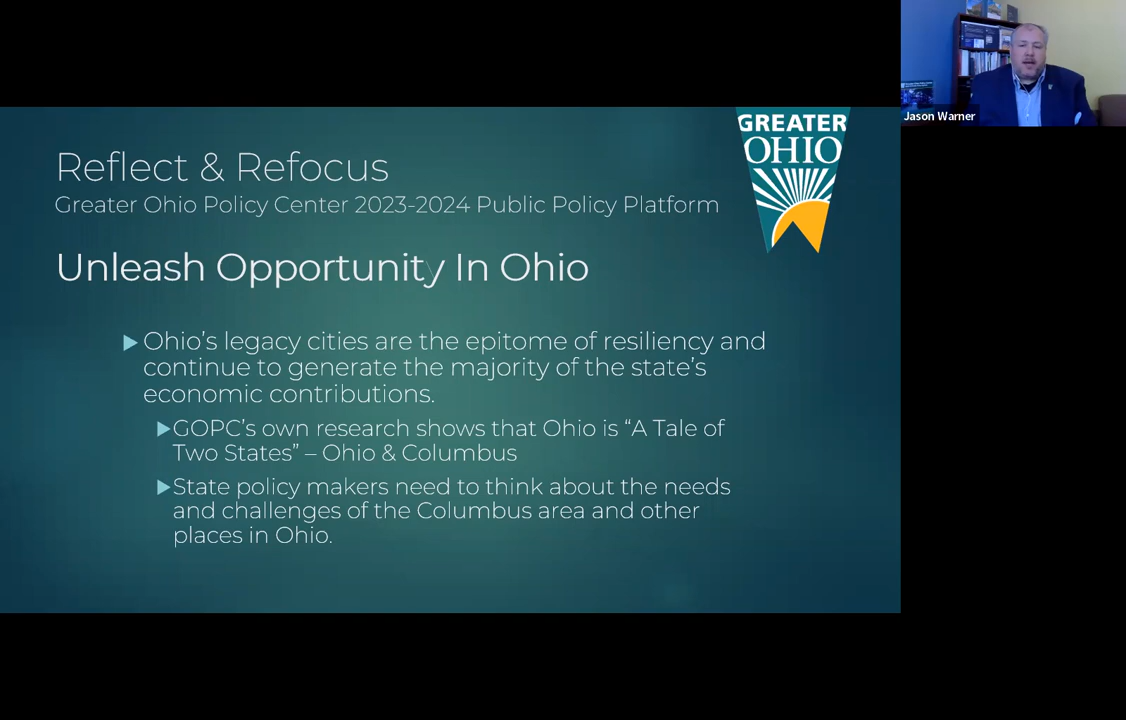 Jason Warner
GREATER
OHIO
Reflect & Refocus
Greater Ohio Policy Center 2023-2024 Public Policy Platform
Unleash Opportunity In Ohio
Ohio’s legacy cities are the epitome of resiliency and
continue to generate the majority of the state’s
economic contributions.
GOPC’s own research shows that Ohio is “A Tale of
Two States” – Ohio & Columbus
State policy makers need to think about the needs
and challenges of the Columbus area and other
places in Ohio.